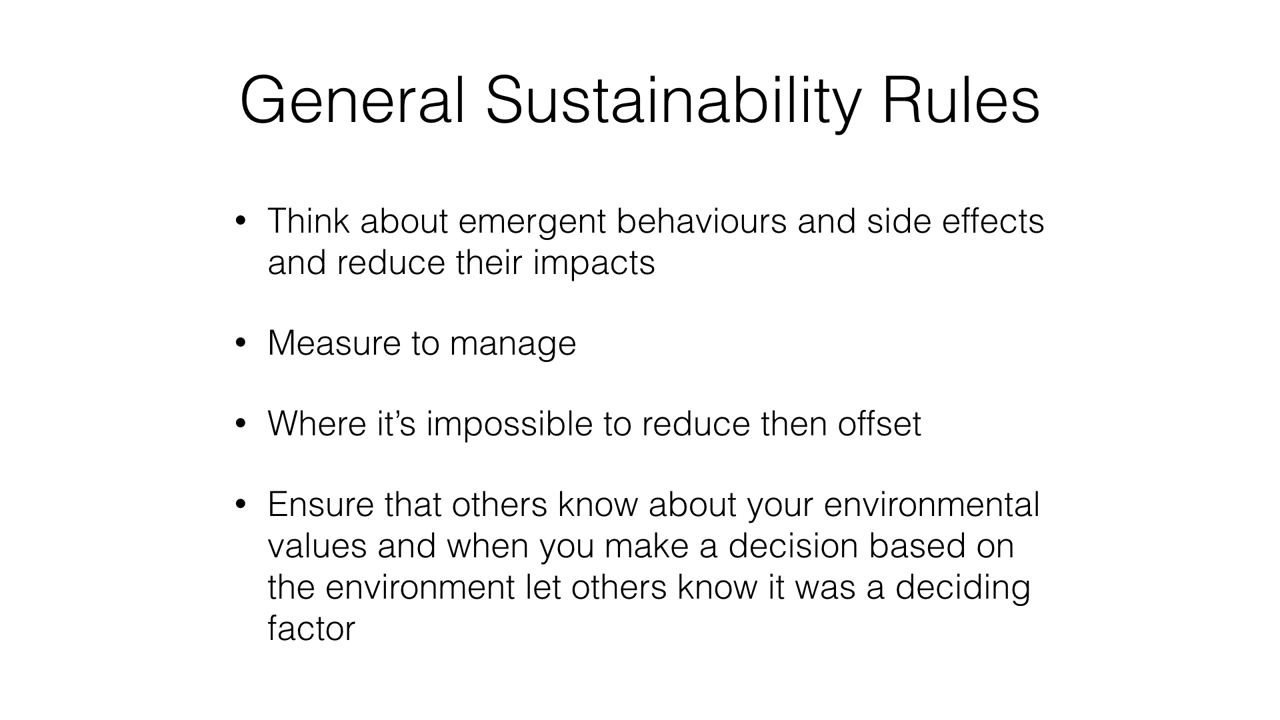 General Sustainability Rules
• Think about emergent behaviours and side effects
and reduce their impacts
• Measure to manage
• Where it’s impossible to reduce then offset
• Ensure that others know about your environmental
values and when you make a decision based on
the environment let others know it was a deciding
factor